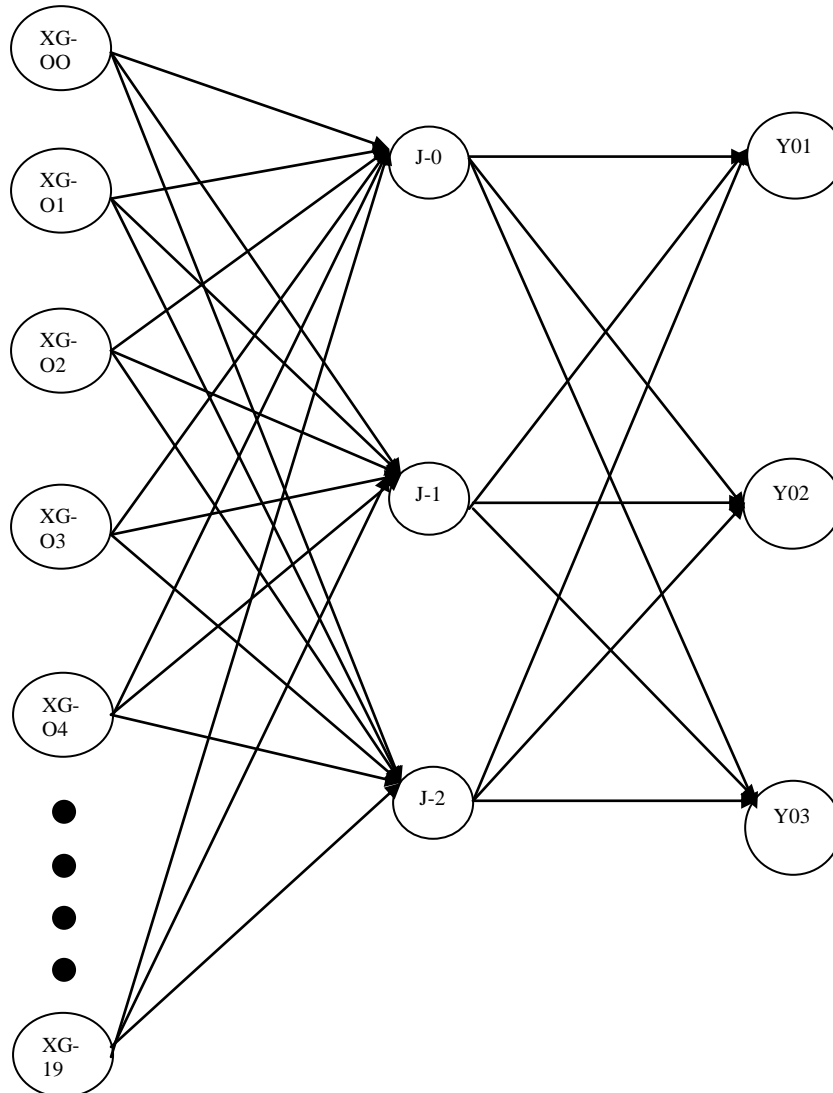 XG-
OO
XG-
O1
XG-
O2
XG-
O3
XG-
O4
XG-
19
J-0
J-1
J-2
Y01
Y02
Y03